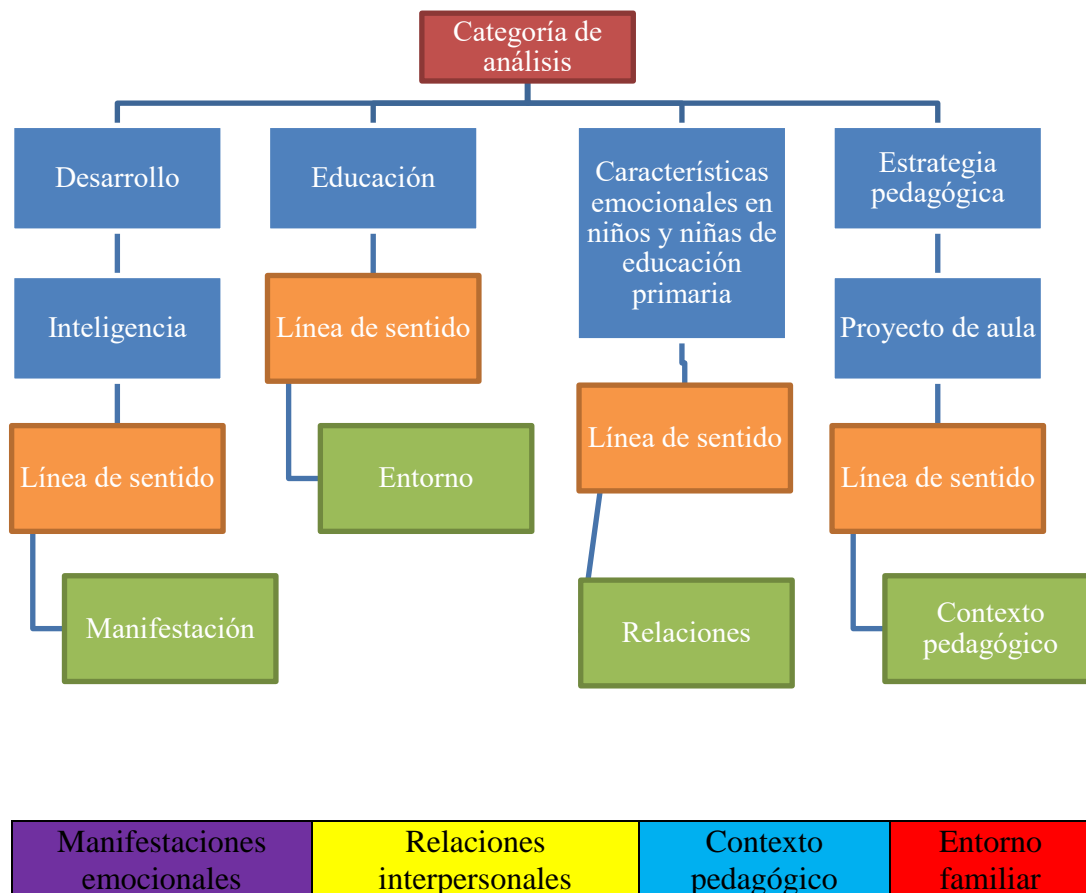 Categoría de
análisis
Desarrollo
Educación
Características
emocionales en
niños y niñas de
educación
primaria
Estrategia
pedagógica
Inteligencia
Línea de sentido
Proyecto de aula
Línea de sentido
Entorno
Línea de sentido
Línea de sentido
Manifestación
Relaciones
Contexto
pedagógico
Manifestaciones
emocionales
Relaciones
interpersonales
Contexto
pedagógico
Entorno
familiar